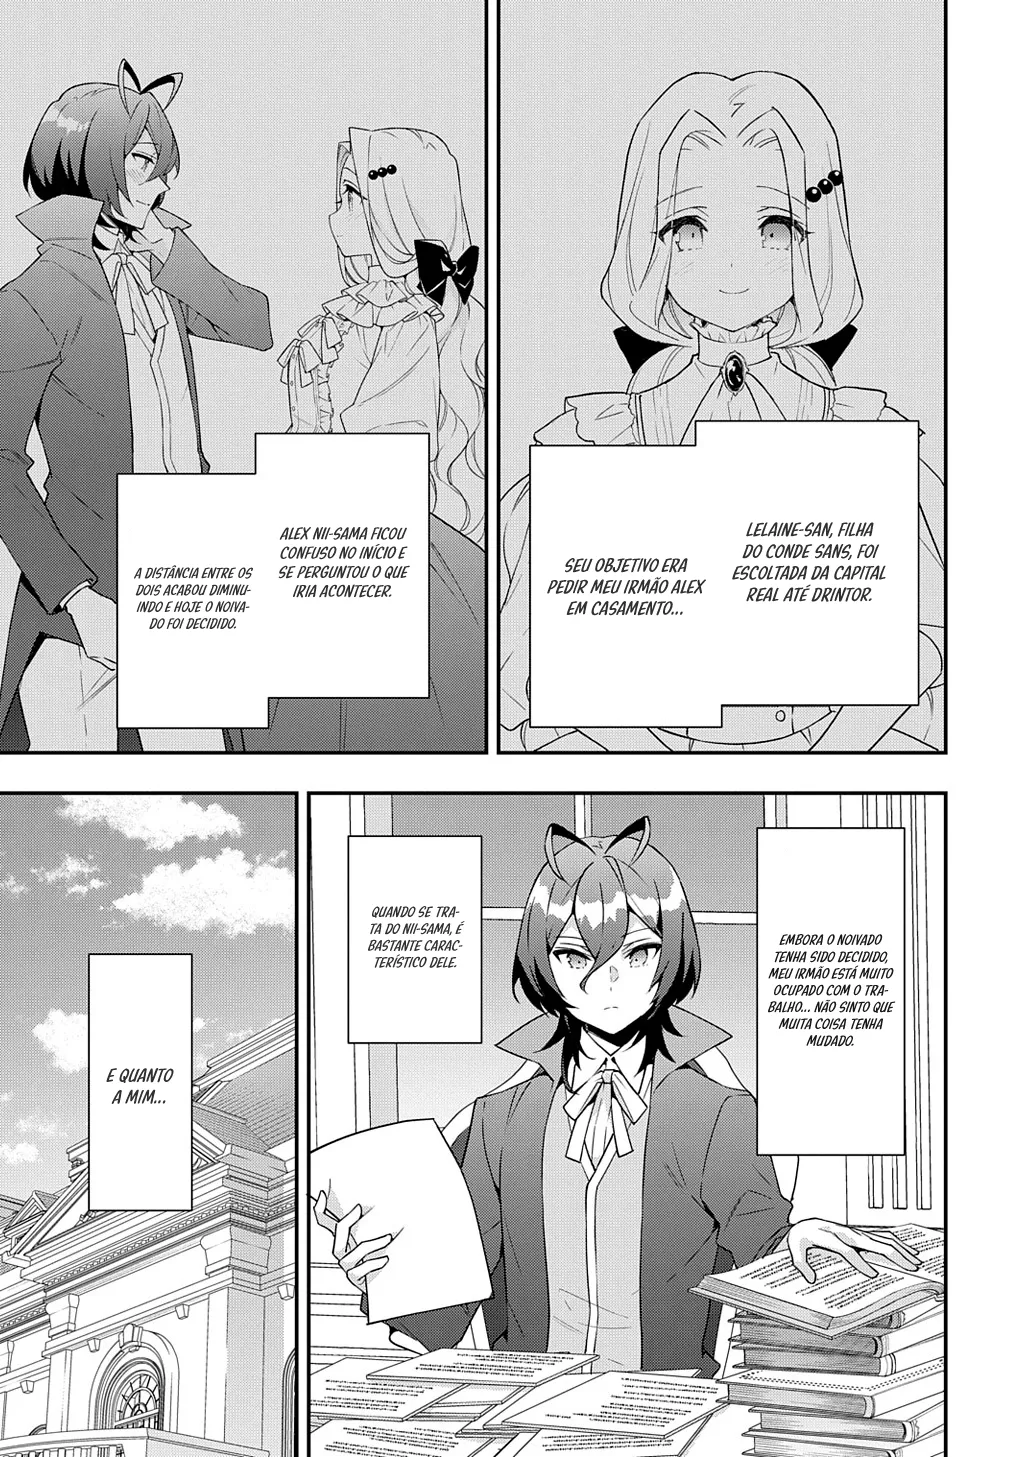 LELAINE-SAN, FILHA
DO CONDE SANS, FOI
ESCOLTADA DA CAPITAL
REAL ATÉ DRINTOR.
SEU OBJETIVO ERA
PEDIR MEU IRMÃO ALEX
EM CASAMENTO...
ALEX NII-SAMA FICOU
CONFUSO NO INÍCIO E
SE PERGUNTOU O QUE
IRIA ACONTECER.
A DISTÂNCIA ENTRE OS
DOIS ACABOU DIMINU-
INDO E HOJE O NOIVA-
DO FOI DECIDIDO.
EMBORA O NOIVADO
TENHA SIDO DECIDIDO,
MEU IRMÃO ESTÁ MUITO
OCUPADO COM O TRA-
BALHO... NÃO SINTO QUE
MUITA COISA TENHA
MUDADO.
QUANDO SE TRA-
TA DO NII-SAMA, É
BASTANTE CARAC-
TERÍSTICO DELE.
E QUANTO
A MIM...